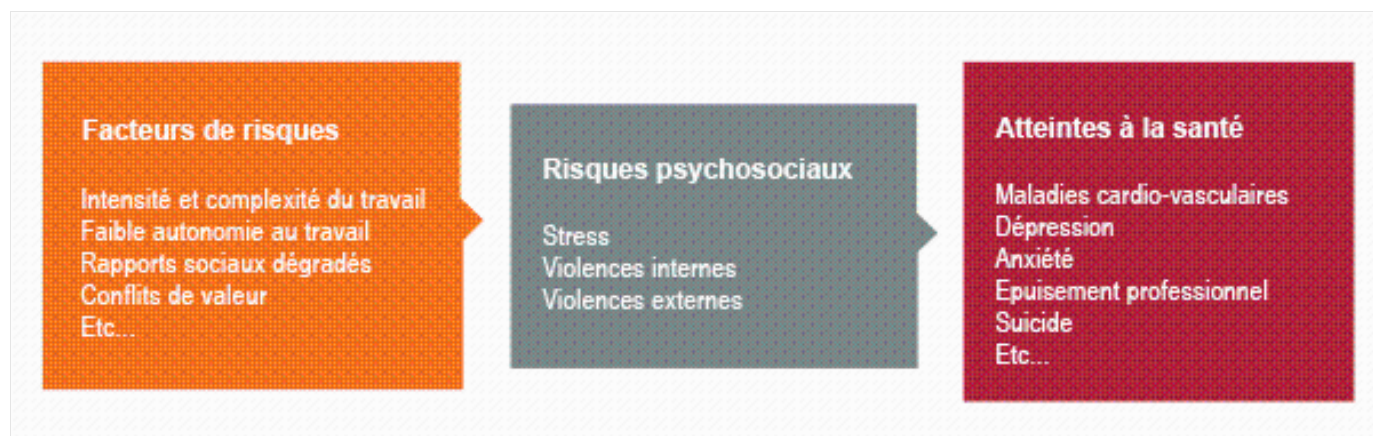 Facteurs de risques
Intensité et complexité du travail
Faible autonomie au travail
Rapports sociaux dégradés
Conflits de valeur
Etc...
Risques psychosociaux
Stress
Violences internes
Violences externes
Atteintes à la santé
Maladies cardio-vasculaires
Dépression
Anxiété
Epuisement professionnel
Suicide
Etc...